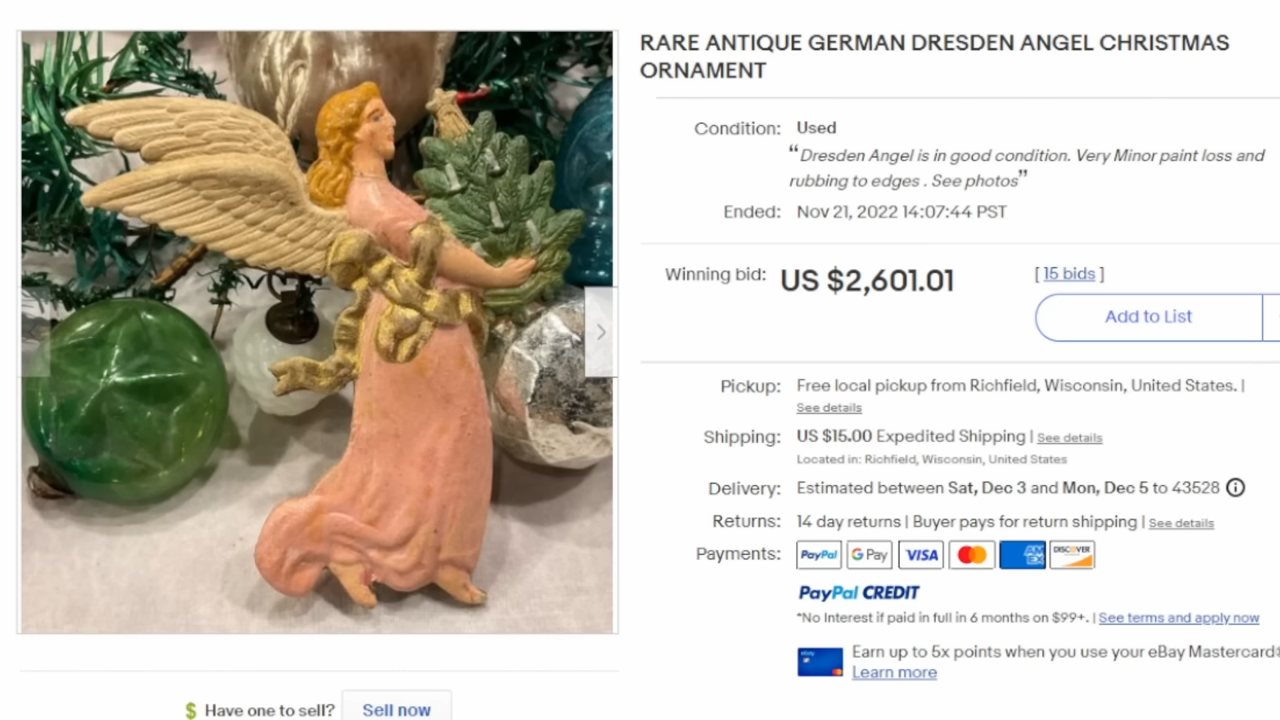 RARE ANTIQUE GERMAN DRESDEN ANGEL CHRISTMAS
ORNAMENT
Condition: Used
“Dresden Angel is in good condition. Very Minor paint loss and
rubbing to edges . See photos”
Ended: Nov 21, 2022 14:07:44 PST
Winning bid: US $2,601.01 [ 15 bids ]
Add to List
Pickup: Free local pickup from Richfield, Wisconsin, United States. |
See details
Shipping: US $15.00 Expedited Shipping | See details
Located in: Richfield, Wisconsin, United States
Delivery: Estimated between Sat, Dec 3 and Mon, Dec 5 to 43528
Returns: 14 day returns | Buyer pays for return shipping | See details
Payments: PayPal G Pay VISA AM EX DISCOVER
PayPal CREDIT
*No Interest if paid in full in 6 months on $99+. | See terms and apply now
Earn up to 5x points when you use your eBay Mastercard®
Learn more
$ Have one to sell? Sell now